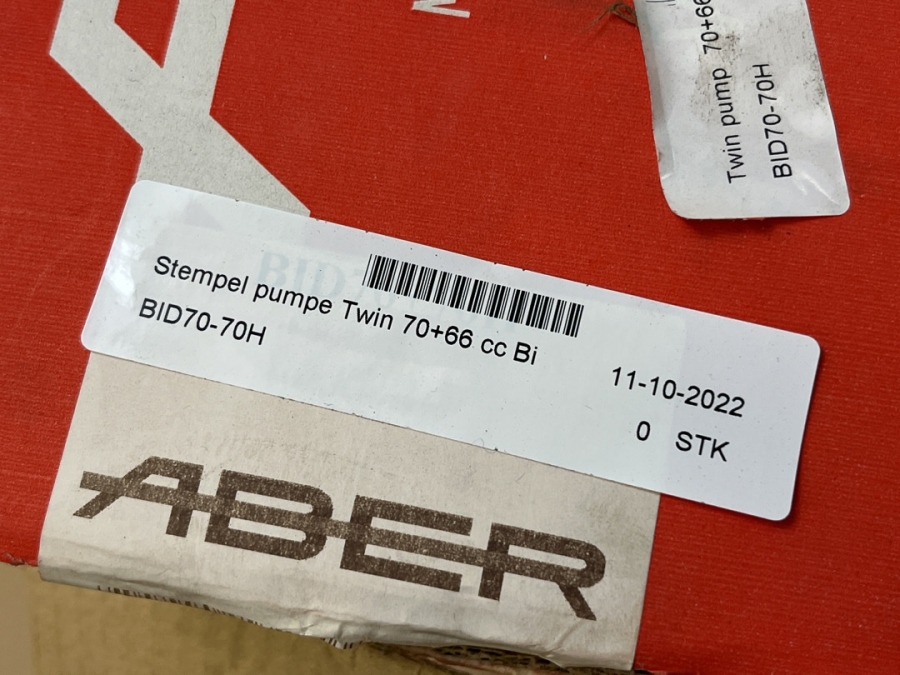 Twin pump 70+66
BID70-70H
Stempel pumpe Twin 70+66 cc Bi
BID70-70H
11-10-2022
0 STK
ABER